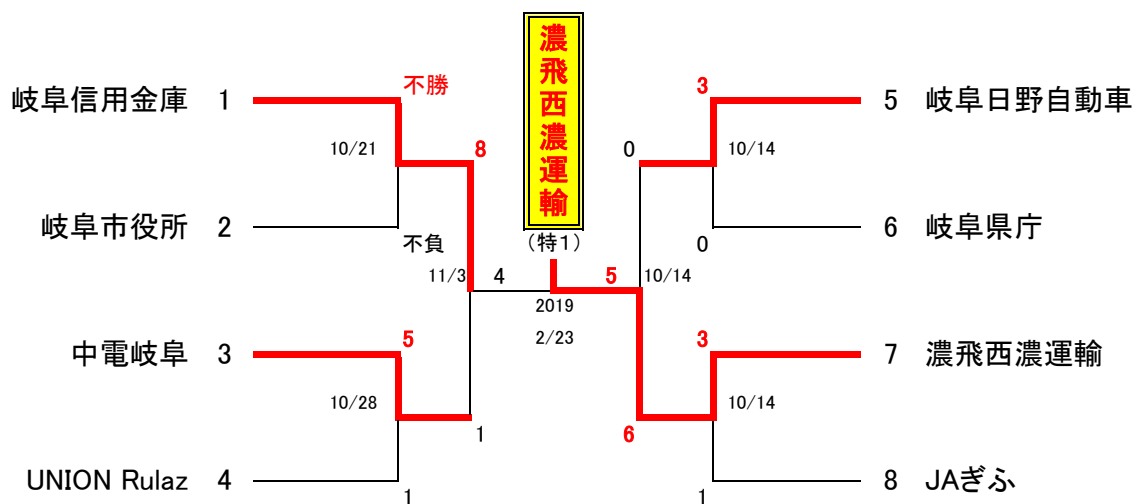 濃飛西濃運輸
(特1)
岐阜信用金庫 1
不勝
10/21
8
岐阜市役所 2
不負
11/3
4
中電岐阜 3
5
10/28
1
UNION Rulaz 4
1
2019
2/23
5
3
5 岐阜日野自動車
0
10/14
6 岐阜県庁
0
10/14
3
7 濃飛西濃運輸
10/14
6
8 JAぎふ
1